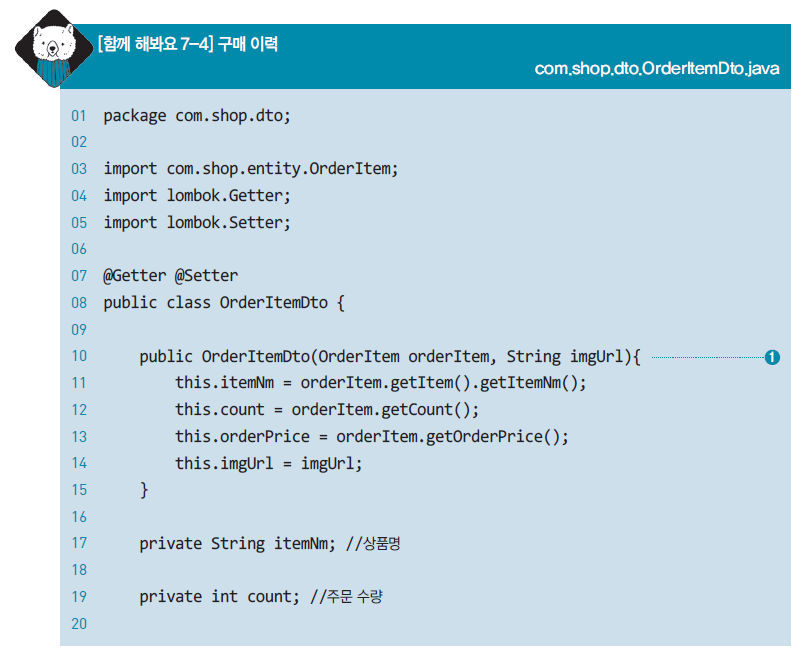 [함께 해봐요 7-4] 구매 이력
com.shop.dto.OrderItemDto.java
01 package com.shop.dto;
02
03 import com.shop.entity.OrderItem;
04 import lombok.Getter;
05 import lombok.Setter;
06
07 @Getter @Setter
08 public class OrderItemDto {
09
10     public OrderItemDto(OrderItem orderItem, String imgUrl){ ❶
11         this.itemNm = orderItem.getItem().getItemNm();
12         this.count = orderItem.getCount();
13         this.orderPrice = orderItem.getOrderPrice();
14         this.imgUrl = imgUrl;
15     }
16
17     private String itemNm; //상품명
18
19     private int count; //주문 수량
20